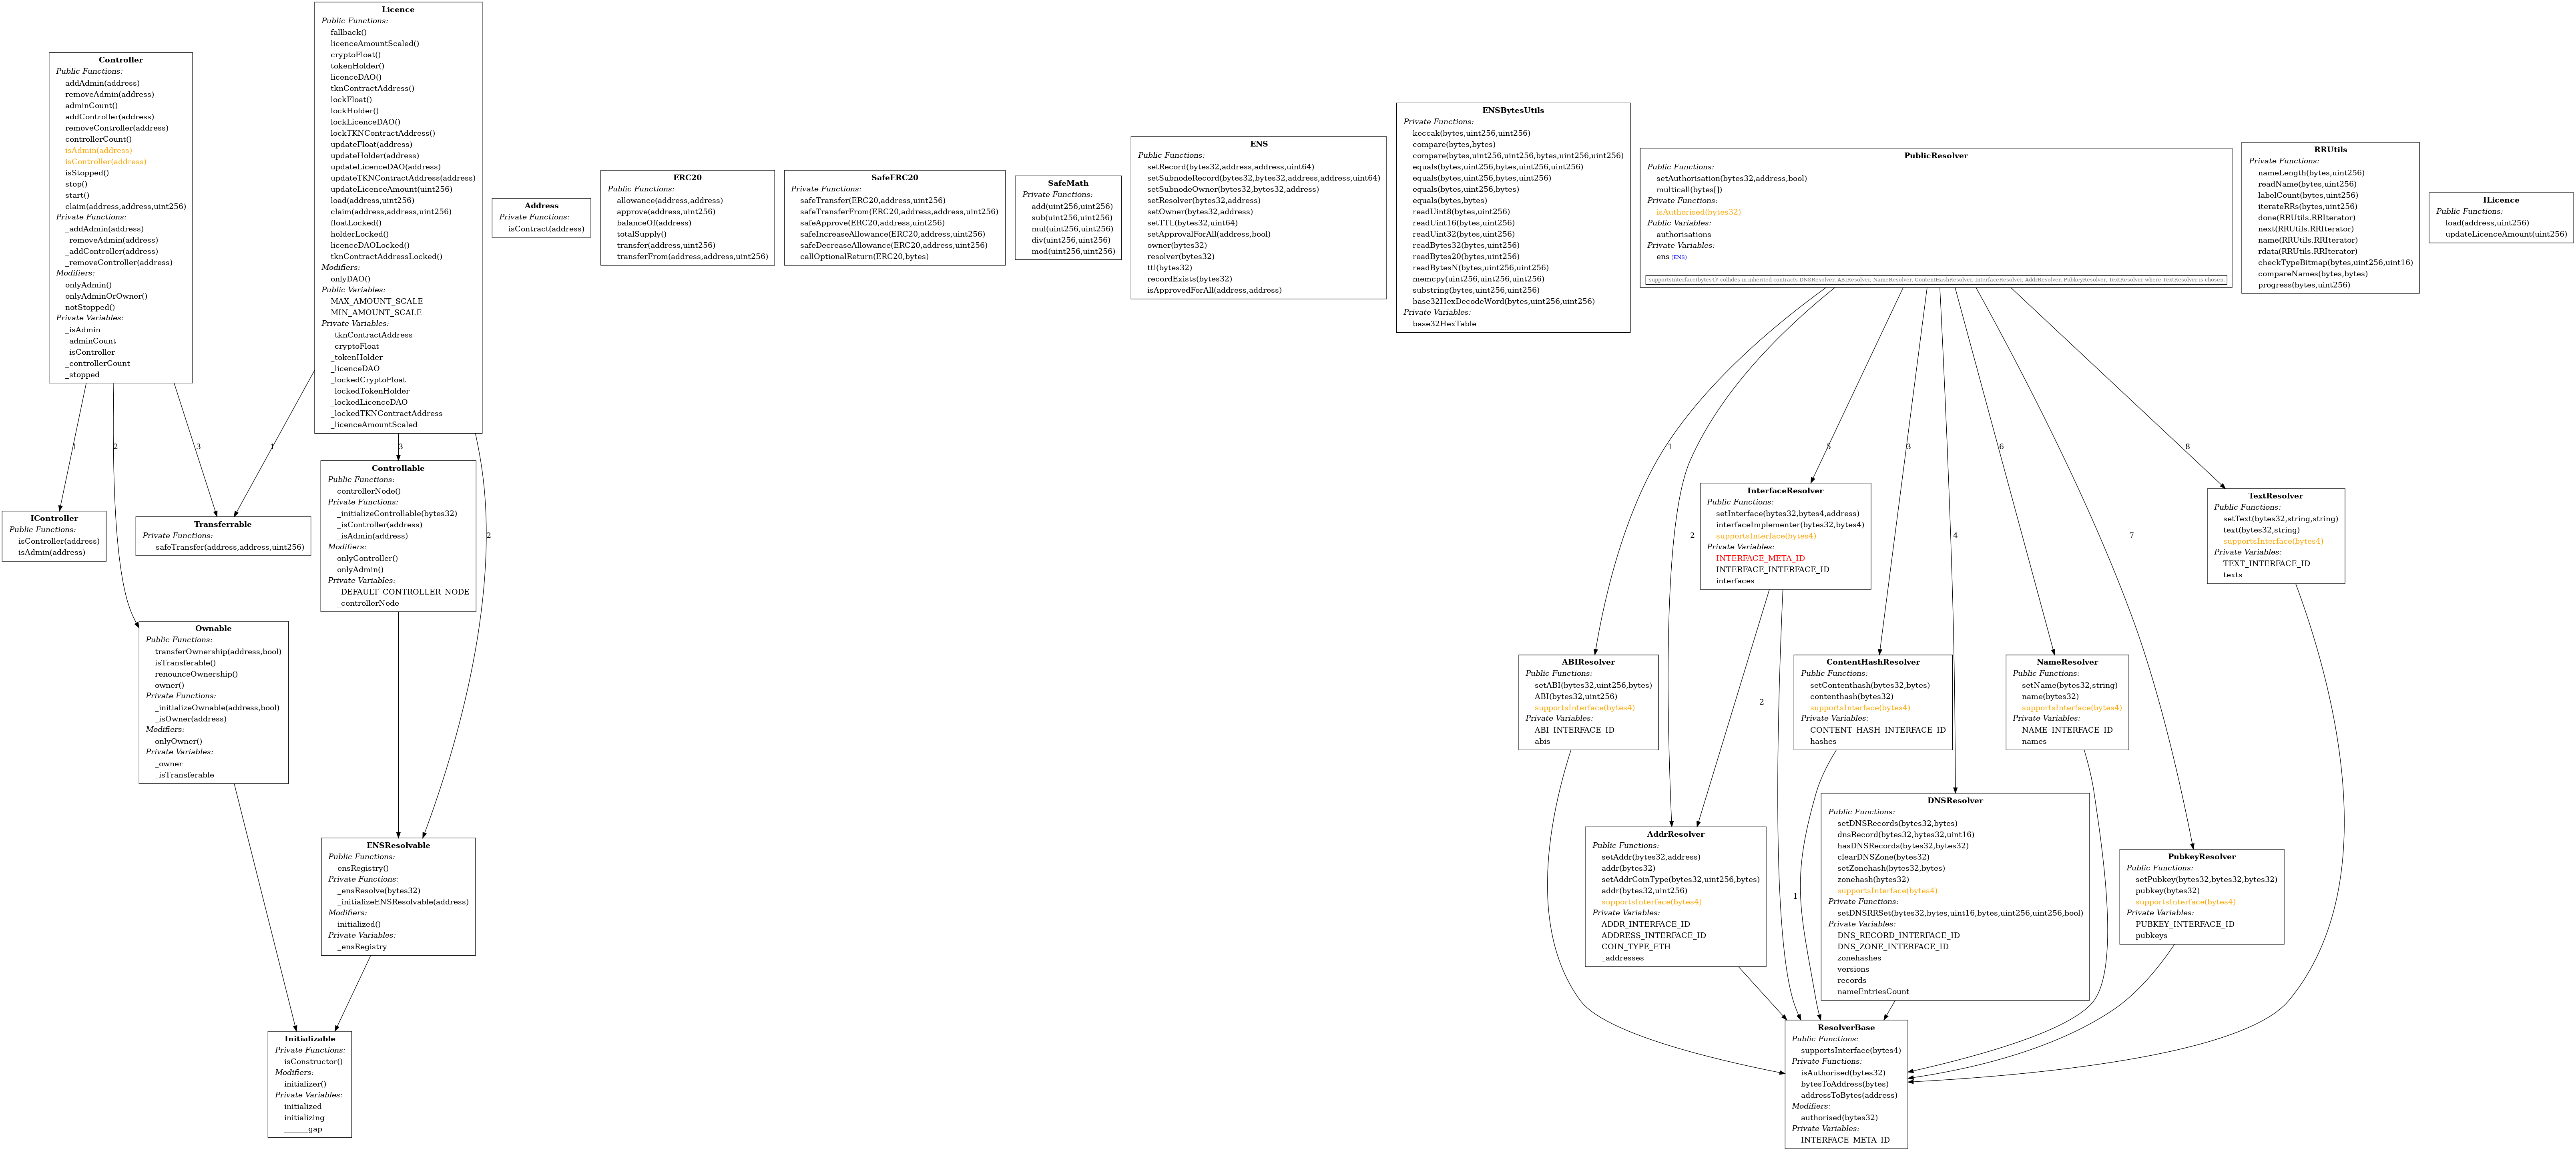 Controller
Public Functions:
addAdmin(address)
removeAdmin(address)
adminCount()
addController(address)
removeController(address)
controllerCount()
isAdmin(address)
isController(address)
isStopped()
stop()
start()
claim(address,address,uint256)
Private Functions:
_addAdmin(address)
_removeAdmin(address)
_addController(address)
_removeController(address)
Modifiers:
onlyAdmin()
onlyAdminOrOwner()
notStopped()
Private Variables:
_isAdmin
_adminCount
_isController
_controllerCount
_stopped
Licence
Public Functions:
fallback()
licenceAmountScaled()
cryptoFloat()
tokenHolder()
licenceDAO()
tknContractAddress()
lockFloat()
lockHolder()
lockLicenceDAO()
lockTKNContractAddress()
updateFloat(address)
updateHolder(address)
updateLicenceDAO(address)
updateTKNContractAddress(address)
updateLicenceAmount(uint256)
load(address,uint256)
claim(address,address,uint256)
floatLocked()
holderLocked()
licenceDAOLocked()
tknContractAddressLocked()
Modifiers:
onlyDAO()
Public Variables:
MAX_AMOUNT_SCALE
MIN_AMOUNT_SCALE
Private Variables:
_tknContractAddress
_cryptoFloat
_tokenHolder
_licenceDAO
_lockedCryptoFloat
_lockedTokenHolder
_lockedLicenceDAO
_lockedTKNContractAddress
_licenceAmountScaled
Address
Private Functions:
isContract(address)
ERC20
Public Functions:
allowance(address,address)
approve(address,uint256)
balanceOf(address)
totalSupply()
transfer(address,uint256)
transferFrom(address,address,uint256)
SafeERC20
Private Functions:
safeTransfer(ERC20,address,uint256)
safeTransferFrom(ERC20,address,address,uint256)
safeApprove(ERC20,address,uint256)
safeIncreaseAllowance(ERC20,address,uint256)
safeDecreaseAllowance(ERC20,address,uint256)
callOptionalReturn(ERC20,bytes)
SafeMath
Private Functions:
add(uint256,uint256)
sub(uint256,uint256)
mul(uint256,uint256)
div(uint256,uint256)
mod(uint256,uint256)
ENS
Public Functions:
setRecord(bytes32,address,address,uint64)
setSubnodeRecord(bytes32,bytes32,address,address,uint64)
setSubnodeOwner(bytes32,bytes32,address)
setResolver(bytes32,address)
setOwner(bytes32,address)
setTTL(bytes32,uint64)
setApprovalForAll(address,bool)
owner(bytes32)
resolver(bytes32)
ttl(bytes32)
recordExists(bytes32)
isApprovedForAll(address,address)
ENSBytesUtils
Private Functions:
keccak(bytes,uint256,uint256)
compare(bytes,bytes)
compare(bytes,uint256,uint256,bytes,uint256,uint256)
equals(bytes,uint256,bytes,uint256,uint256)
equals(bytes,uint256,bytes,uint256)
equals(bytes,uint256,bytes)
equals(bytes,bytes)
readUint8(bytes,uint256)
readUint16(bytes,uint256)
readUint32(bytes,uint256)
readBytes32(bytes,uint256)
readBytes20(bytes,uint256)
readBytesN(bytes,uint256,uint256)
memcpy(uint256,uint256,uint256)
substring(bytes,uint256,uint256)
base32HexDecodeWord(bytes,uint256,uint256)
Private Variables:
base32HexTable
PublicResolver
Public Functions:
setAuthorisation(bytes32,address,bool)
multicall(bytes[])
Private Functions:
isAuthorised(bytes32)
Public Variables:
authorisations
Private Variables:
ens (ENS)
'supportsInterface(bytes4)' collides in inherited contracts DNSResolver, ABIResolver, NameResolver, ContentHashResolver, InterfaceResolver, AddrResolver, PubkeyResolver, TextResolver where TextResolver is chosen.
RRUtils
Private Functions:
nameLength(bytes,uint256)
readName(bytes,uint256)
labelCount(bytes,uint256)
iterateRRs(bytes,uint256)
done(RRUtils.RRIterator)
next(RRUtils.RRIterator)
name(RRUtils.RRIterator)
rdata(RRUtils.RRIterator)
checkTypeBitmap(bytes,uint256,uint16)
compareNames(bytes,bytes)
progress(bytes,uint256)
ILicence
Public Functions:
load(address,uint256)
updateLicenceAmount(uint256)
1
2
3
1
3
2
1
2
5
3
4
6
7
8
IController
Public Functions:
isController(address)
isAdmin(address)
Transferrable
Private Functions:
_safeTransfer(address,address,uint256)
Controllable
Public Functions:
controllerNode()
Private Functions:
_initializeControllable(bytes32)
_isController(address)
_isAdmin(address)
Modifiers:
onlyController()
onlyAdmin()
Private Variables:
_DEFAULT_CONTROLLER_NODE
_controllerNode
InterfaceResolver
Public Functions:
setInterface(bytes32,bytes4,address)
interfaceImplementer(bytes32,bytes4)
supportsInterface(bytes4)
Private Variables:
INTERFACE_META_ID
INTERFACE_INTERFACE_ID
interfaces
TextResolver
Public Functions:
setText(bytes32,string,string)
text(bytes32,string)
supportsInterface(bytes4)
Private Variables:
TEXT_INTERFACE_ID
texts
Ownable
Public Functions:
transferOwnership(address,bool)
isTransferable()
renounceOwnership()
owner()
Private Functions:
_initializeOwnable(address,bool)
_isOwner(address)
Modifiers:
onlyOwner()
Private Variables:
_owner
_isTransferable
ABIResolver
Public Functions:
setABI(bytes32,uint256,bytes)
ABI(bytes32,uint256)
supportsInterface(bytes4)
Private Variables:
ABI_INTERFACE_ID
abis
2
ContentHashResolver
Public Functions:
setContenthash(bytes32,bytes)
contenthash(bytes32)
supportsInterface(bytes4)
Private Variables:
CONTENT_HASH_INTERFACE_ID
hashes
NameResolver
Public Functions:
setName(bytes32,string)
name(bytes32)
supportsInterface(bytes4)
Private Variables:
NAME_INTERFACE_ID
names
ENSResolvable
Public Functions:
ensRegistry()
Private Functions:
_ensResolve(bytes32)
_initializeENSResolvable(address)
Modifiers:
initialized()
Private Variables:
_ensRegistry
AddrResolver
Public Functions:
setAddr(bytes32,address)
addr(bytes32)
setAddrCoinType(bytes32,uint256,bytes)
addr(bytes32,uint256)
supportsInterface(bytes4)
Private Variables:
ADDR_INTERFACE_ID
ADDRESS_INTERFACE_ID
COIN_TYPE_ETH
_addresses
1
DNSResolver
Public Functions:
setDNSRecords(bytes32,bytes)
dnsRecord(bytes32,bytes32,uint16)
hasDNSRecords(bytes32,bytes32)
clearDNSZone(bytes32)
setZonehash(bytes32,bytes)
zonehash(bytes32)
supportsInterface(bytes4)
Private Functions:
setDNSRRSet(bytes32,bytes,uint16,bytes,uint256,uint256,bool)
Private Variables:
DNS_RECORD_INTERFACE_ID
DNS_ZONE_INTERFACE_ID
zonehashes
versions
records
nameEntriesCount
PubkeyResolver
Public Functions:
setPubkey(bytes32,bytes32,bytes32)
pubkey(bytes32)
supportsInterface(bytes4)
Private Variables:
PUBKEY_INTERFACE_ID
pubkeys
Initializable
Private Functions:
isConstructor()
Modifiers:
initializer()
Private Variables:
initialized
initializing
______gap
ResolverBase
Public Functions:
supportsInterface(bytes4)
Private Functions:
isAuthorised(bytes32)
bytesToAddress(bytes)
addressToBytes(address)
Modifiers:
authorised(bytes32)
Private Variables:
INTERFACE_META_ID